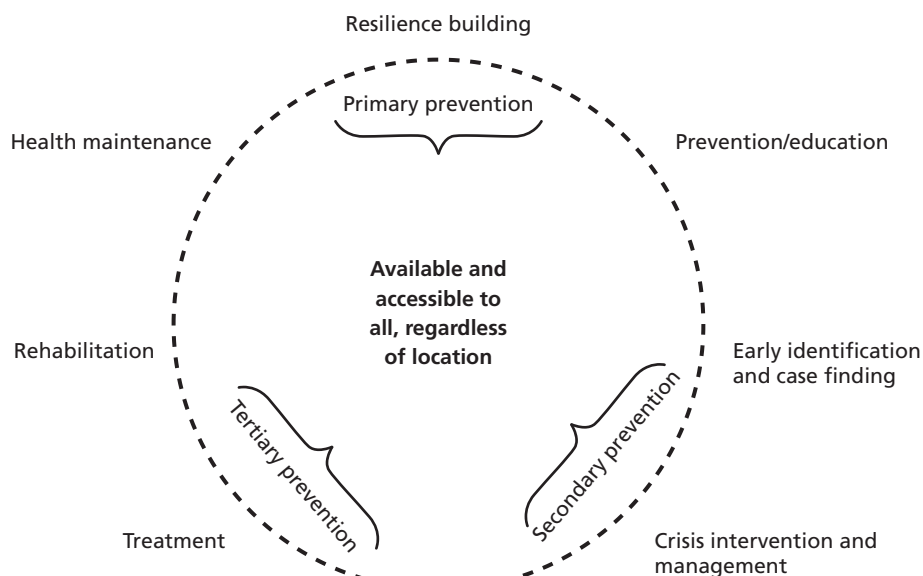 Resilience building
Primary prevention
Health maintenance
Prevention/education
Available and
accessible to
all, regardless
of location
Rehabilitation
Early identification
and case finding
Tertiary prevention
Secondary prevention
Treatment
Crisis intervention and
management